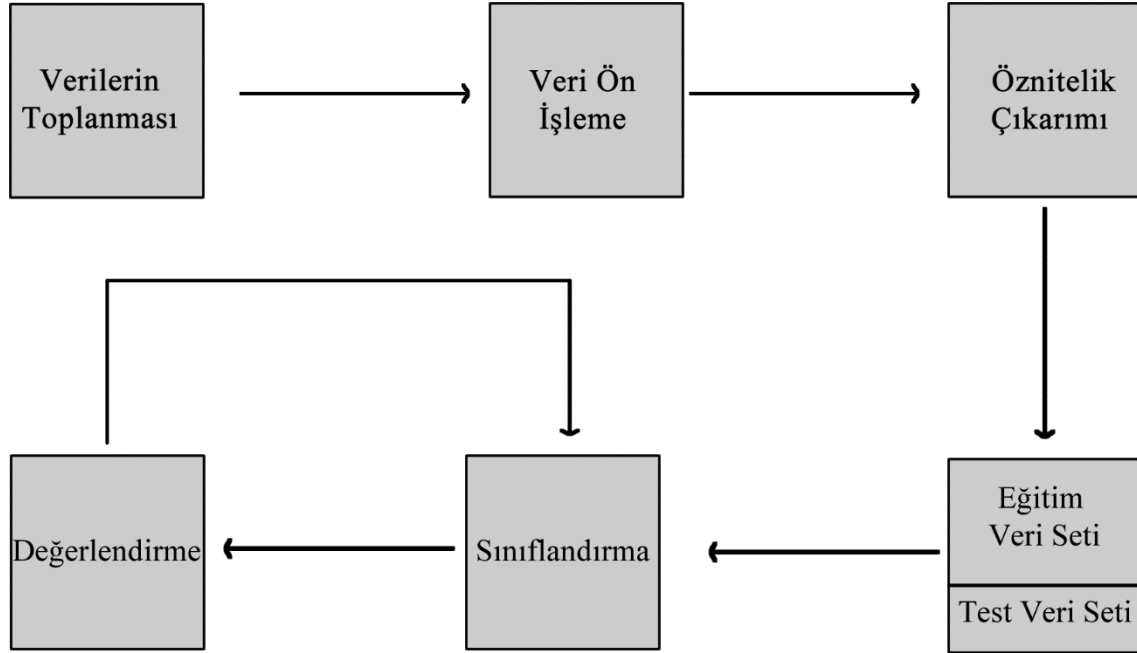 Verilerin
Toplanması
Veri Ön
İşleme
Öznitelik
Çıkarımı
Değerlendirme
Sınıflandırma
Eğitim
Veri Seti
Test Veri Seti